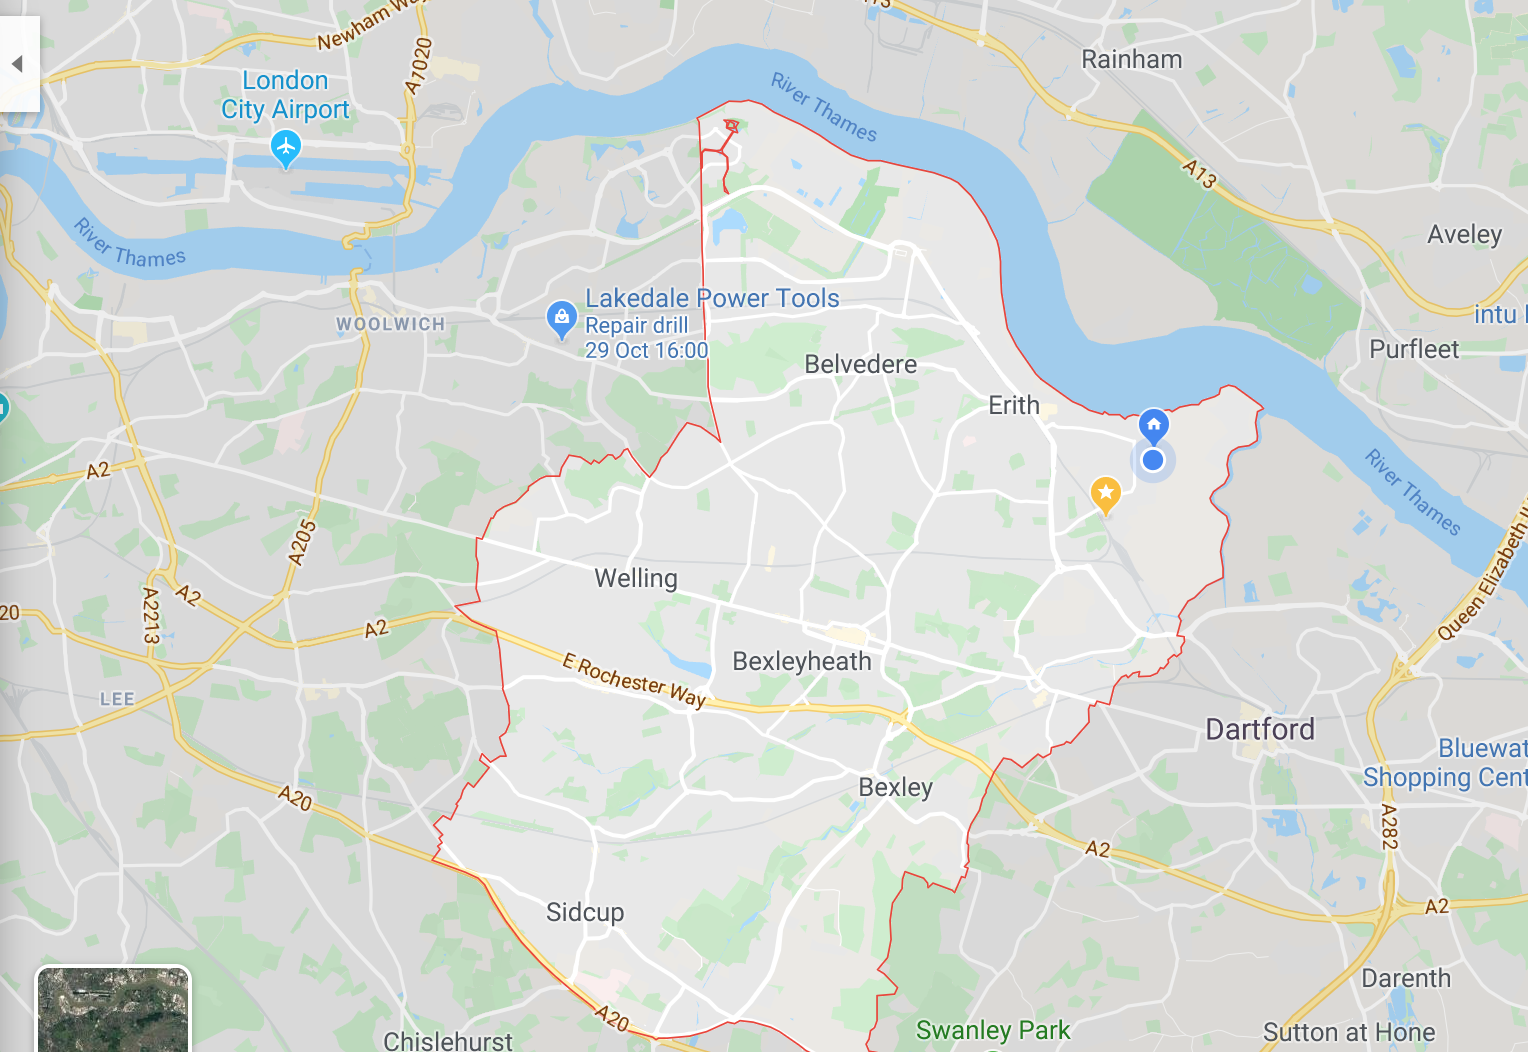 Newham Way
A13
Rainham
A1020
London
City Airport
River Thames
A13
River Thames
Aveley
Lakedale Power Tools
Repair drill
29 Oct 16:00
WOOLWICH
intu
Purfleet
Belvedere
Erith
A2
River Thames
A205
Welling
A2
A2213
20
A2
Queen Elizabeth II
Bexleyheath
E Rochester Way
LEE
Dartford
Bluewat
Shopping Cent
Bexley
A20
A282
A2
A2
Sidcup
Darenth
A20
Swanley Park
Sutton at Hone
Chislehurst